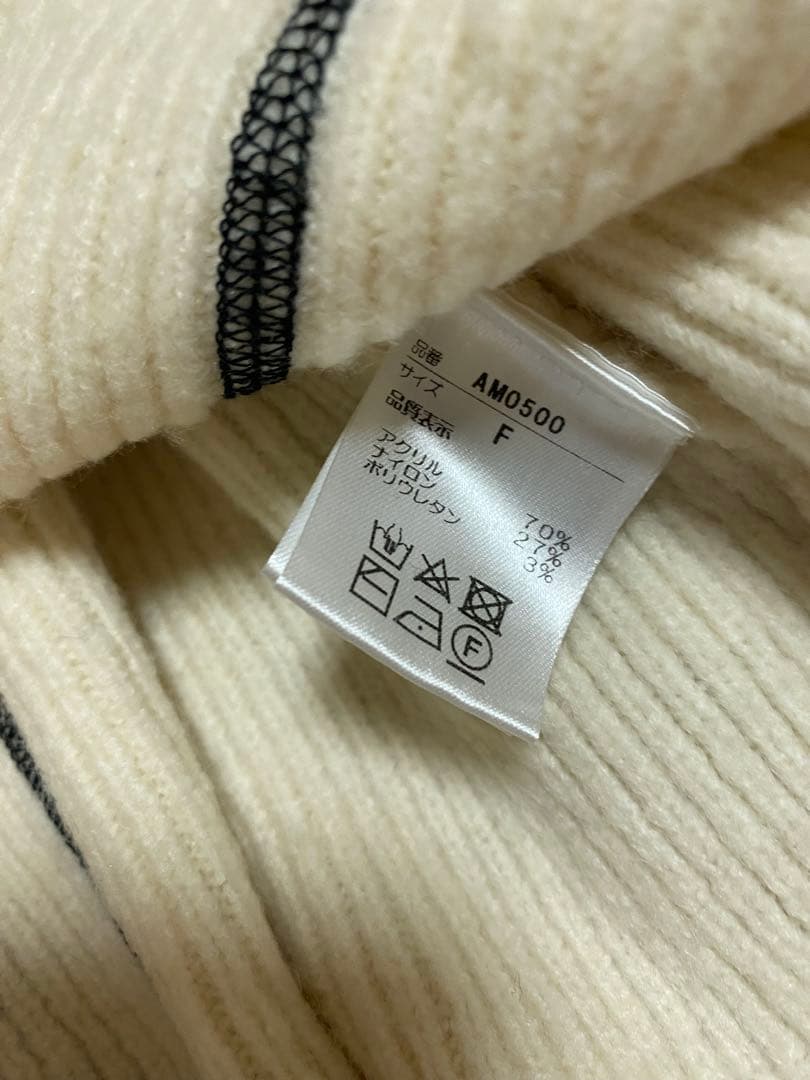 品番 AM0500
サイズ F
品質表示
アクリル 70%
ナイロン 27%
ポリウレタン 3%
F